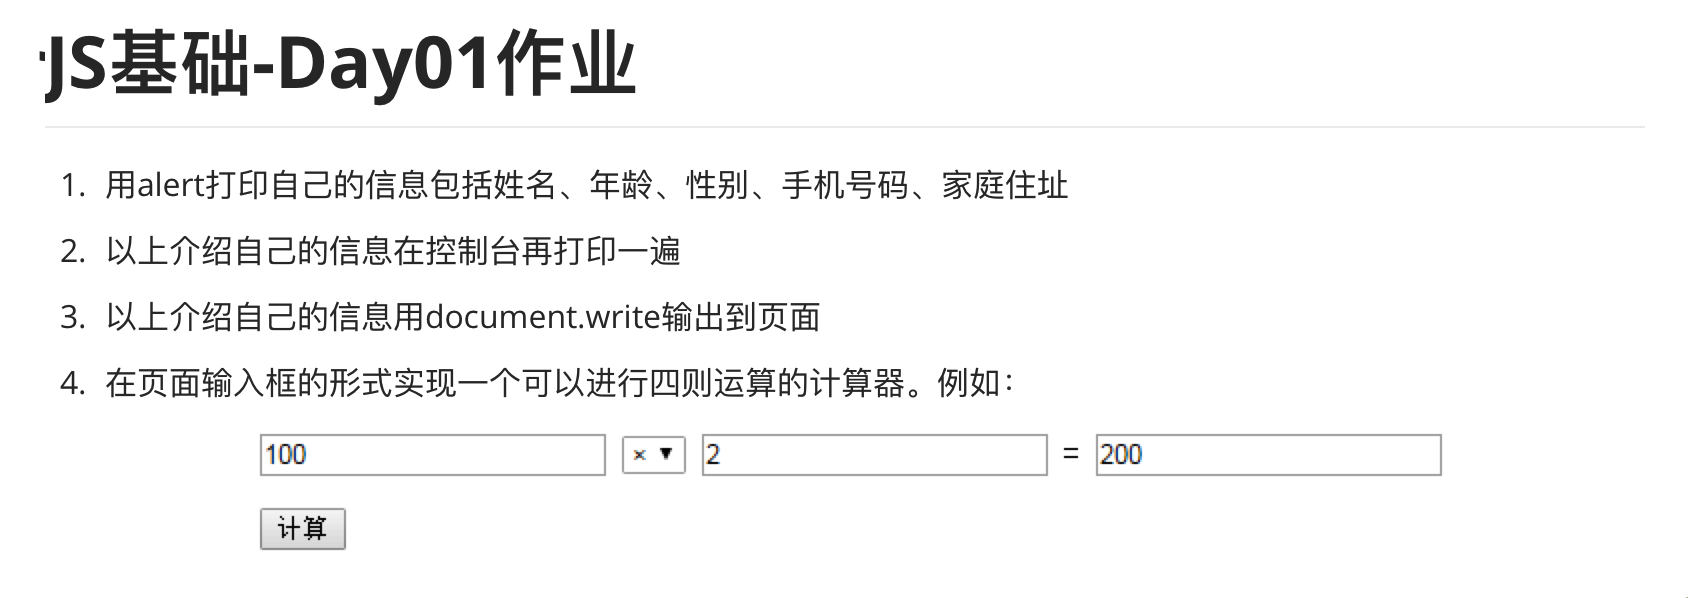 JS基础-Day01作业
1. 用alert打印自己的信息包括姓名、年龄、性别、手机号码、家庭住址
2. 以上介绍自己的信息在控制台再打印一遍
3. 以上介绍自己的信息用document.write输出到页面
4. 在页面输入框的形式实现一个可以进行四则运算的计算器。例如：
100 × ▼ 2 = 200
计算